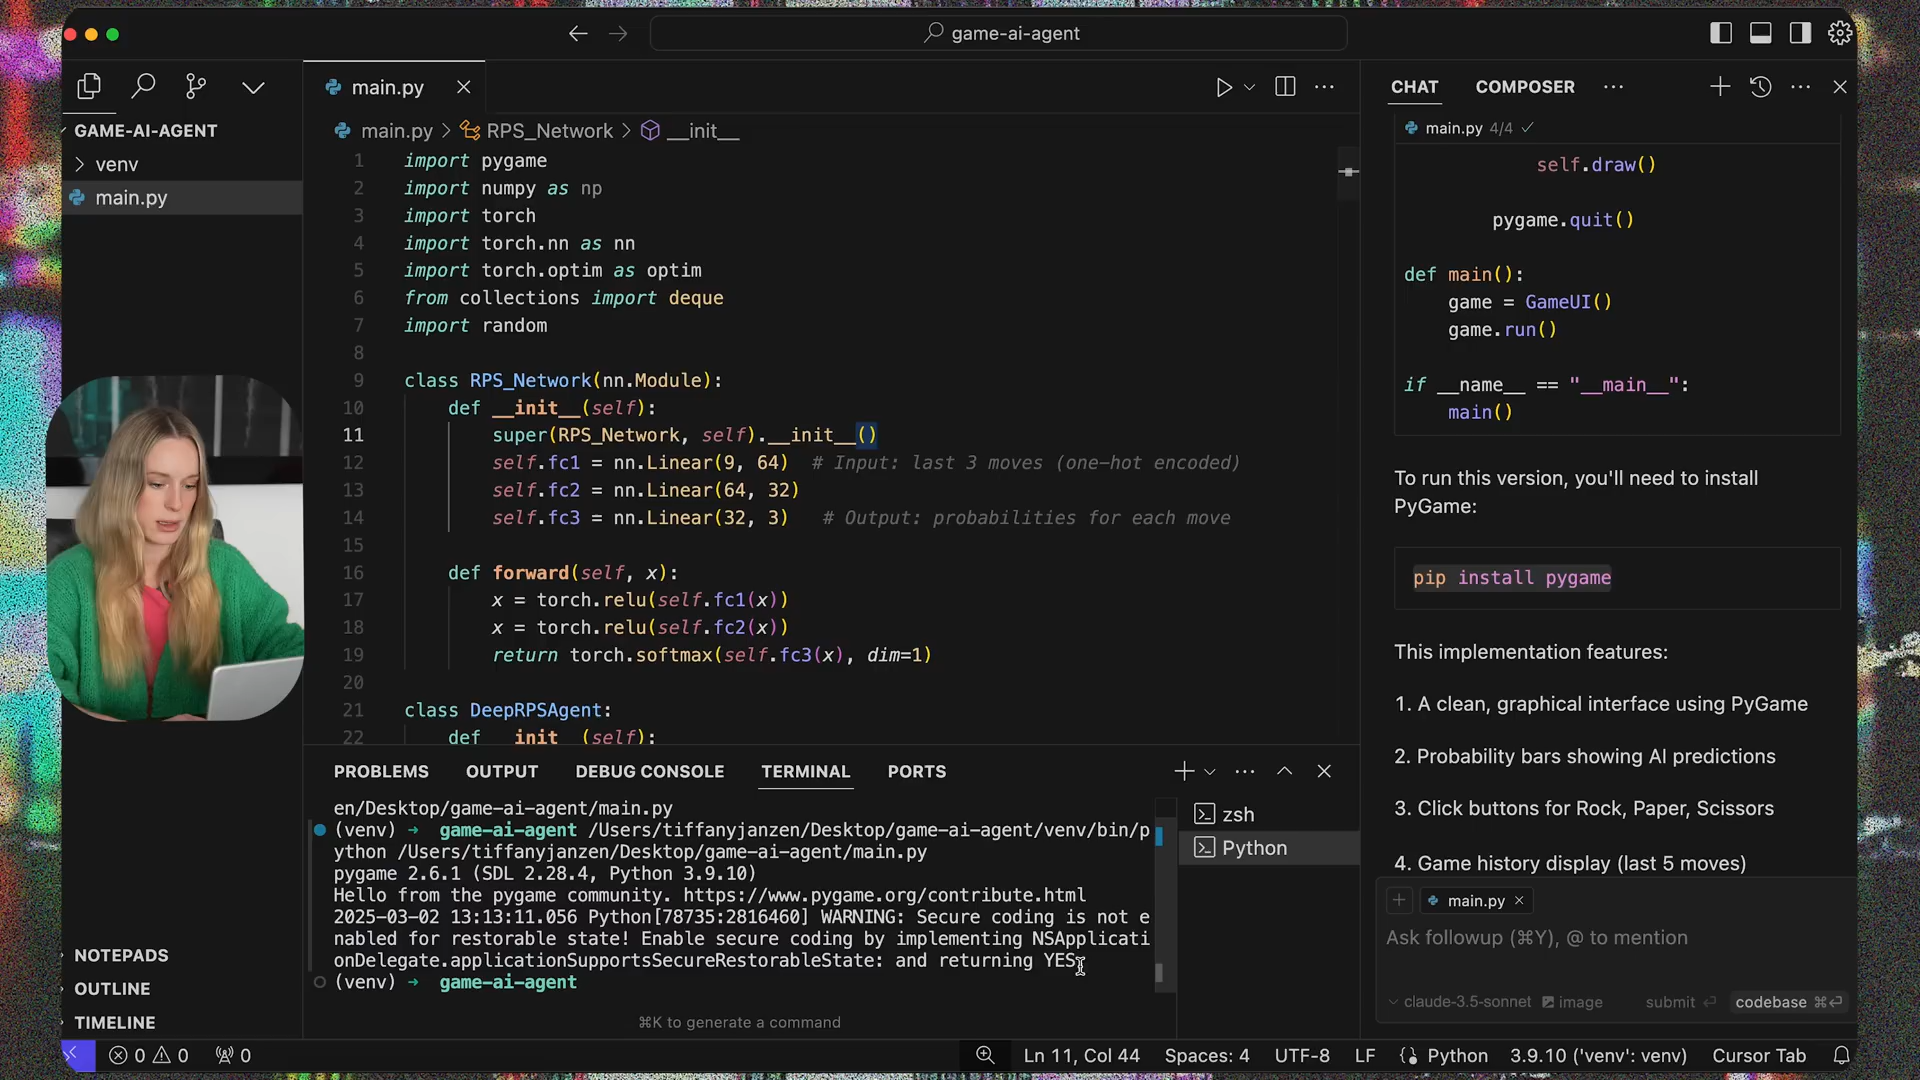 game-ai-agent
main.py
CHAT
COMPOSER
GAME-AI-AGENT
venv
main.py
main.py > RPS_Network > __init__
1 import pygame
2 import numpy as np
3 import torch
4 import torch.nn as nn
5 import torch.optim as optim
6 from collections import deque
7 import random
8
9 class RPS_Network(nn.Module):
10 def __init__(self):
11 super(RPS_Network, self).__init__()
12 self.fc1 = nn.Linear(9, 64) # Input: last 3 moves (one-hot encoded)
13 self.fc2 = nn.Linear(64, 32)
14 self.fc3 = nn.Linear(32, 3) # Output: probabilities for each move
15
16 def forward(self, x):
17 x = torch.relu(self.fc1(x))
18 x = torch.relu(self.fc2(x))
19 return torch.softmax(self.fc3(x), dim=1)
20
21 class DeepRPSAgent:
22 def __init__(self):
PROBLEMS OUTPUT DEBUG CONSOLE TERMINAL PORTS
en/Desktop/game-ai-agent/main.py
(venv) ➜ game-ai-agent /Users/tiffanyjanzen/Desktop/game-ai-agent/venv/bin/p
ython /Users/tiffanyjanzen/Desktop/game-ai-agent/main.py
pygame 2.6.1 (SDL 2.28.4, Python 3.9.10)
Hello from the pygame community. https://www.pygame.org/contribute.html
2025-03-02 13:13:11.056 Python[78735:2816460] WARNING: Secure coding is not e
nabled for restorable state! Enable secure coding by implementing NSApplicati
onDelegate.applicationSupportsSecureRestorableState: and returning YES.
(venv) ➜ game-ai-agent
⌘K to generate a command
zsh
Python
main.py 4/4 ✓
self.draw()
pygame.quit()
def main():
game = GameUI()
game.run()
if __name__ == "__main__":
main()
To run this version, you'll need to install
PyGame:
pip install pygame
This implementation features:
1. A clean, graphical interface using PyGame
2. Probability bars showing AI predictions
3. Click buttons for Rock, Paper, Scissors
4. Game history display (last 5 moves)
main.py
Ask followup (⌘Y), @ to mention
claude-3.5-sonnet image submit codebase ⌘
NOTEPADS
OUTLINE
TIMELINE
0 0 0
Ln 11, Col 44 Spaces: 4 UTF-8 LF Python 3.9.10 ('venv': venv) Cursor Tab